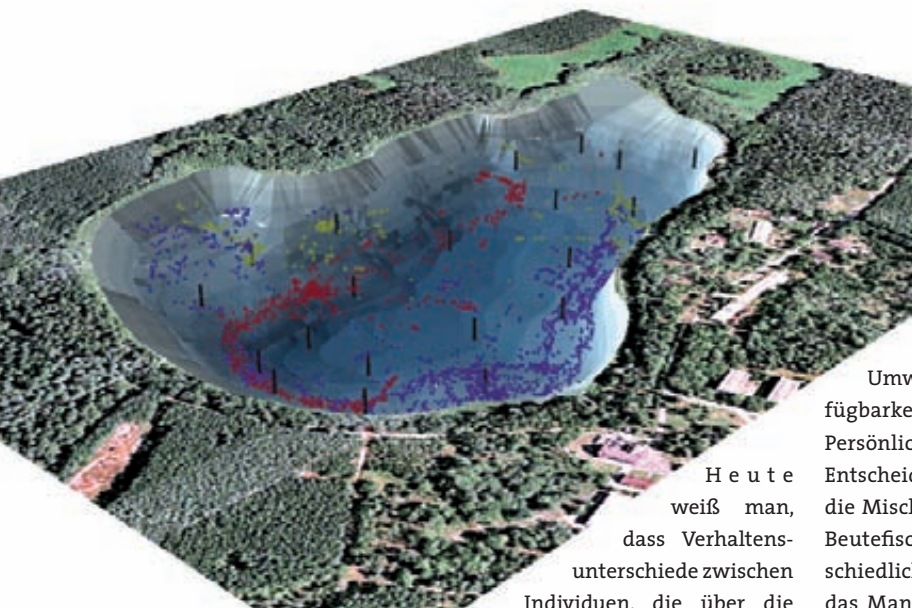 Heute
weiß man,
dass Verhaltens-
unterschiede zwischen
Individuen, die über die
Umw
fügbarke
Persönlic
Entscheid
die Misch
Beutefisc
schiedlich
das Man